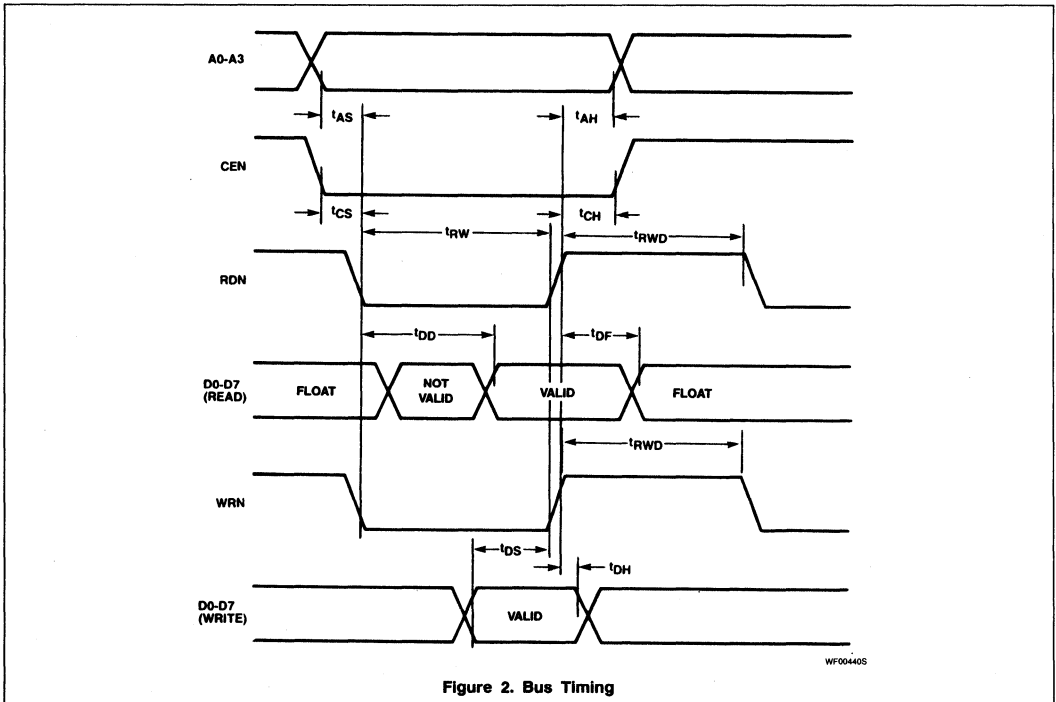 A0-A3
tAS
tAH
CEN
tCS
tCH
tRW
tRWD
RDN
tDD
tDF
D0-D7
(READ)
FLOAT
NOT
VALID
VALID
FLOAT
tRWD
WRN
tDS
tDH
D0-D7
(WRITE)
VALID
WF00440S
Figure 2. Bus Timing